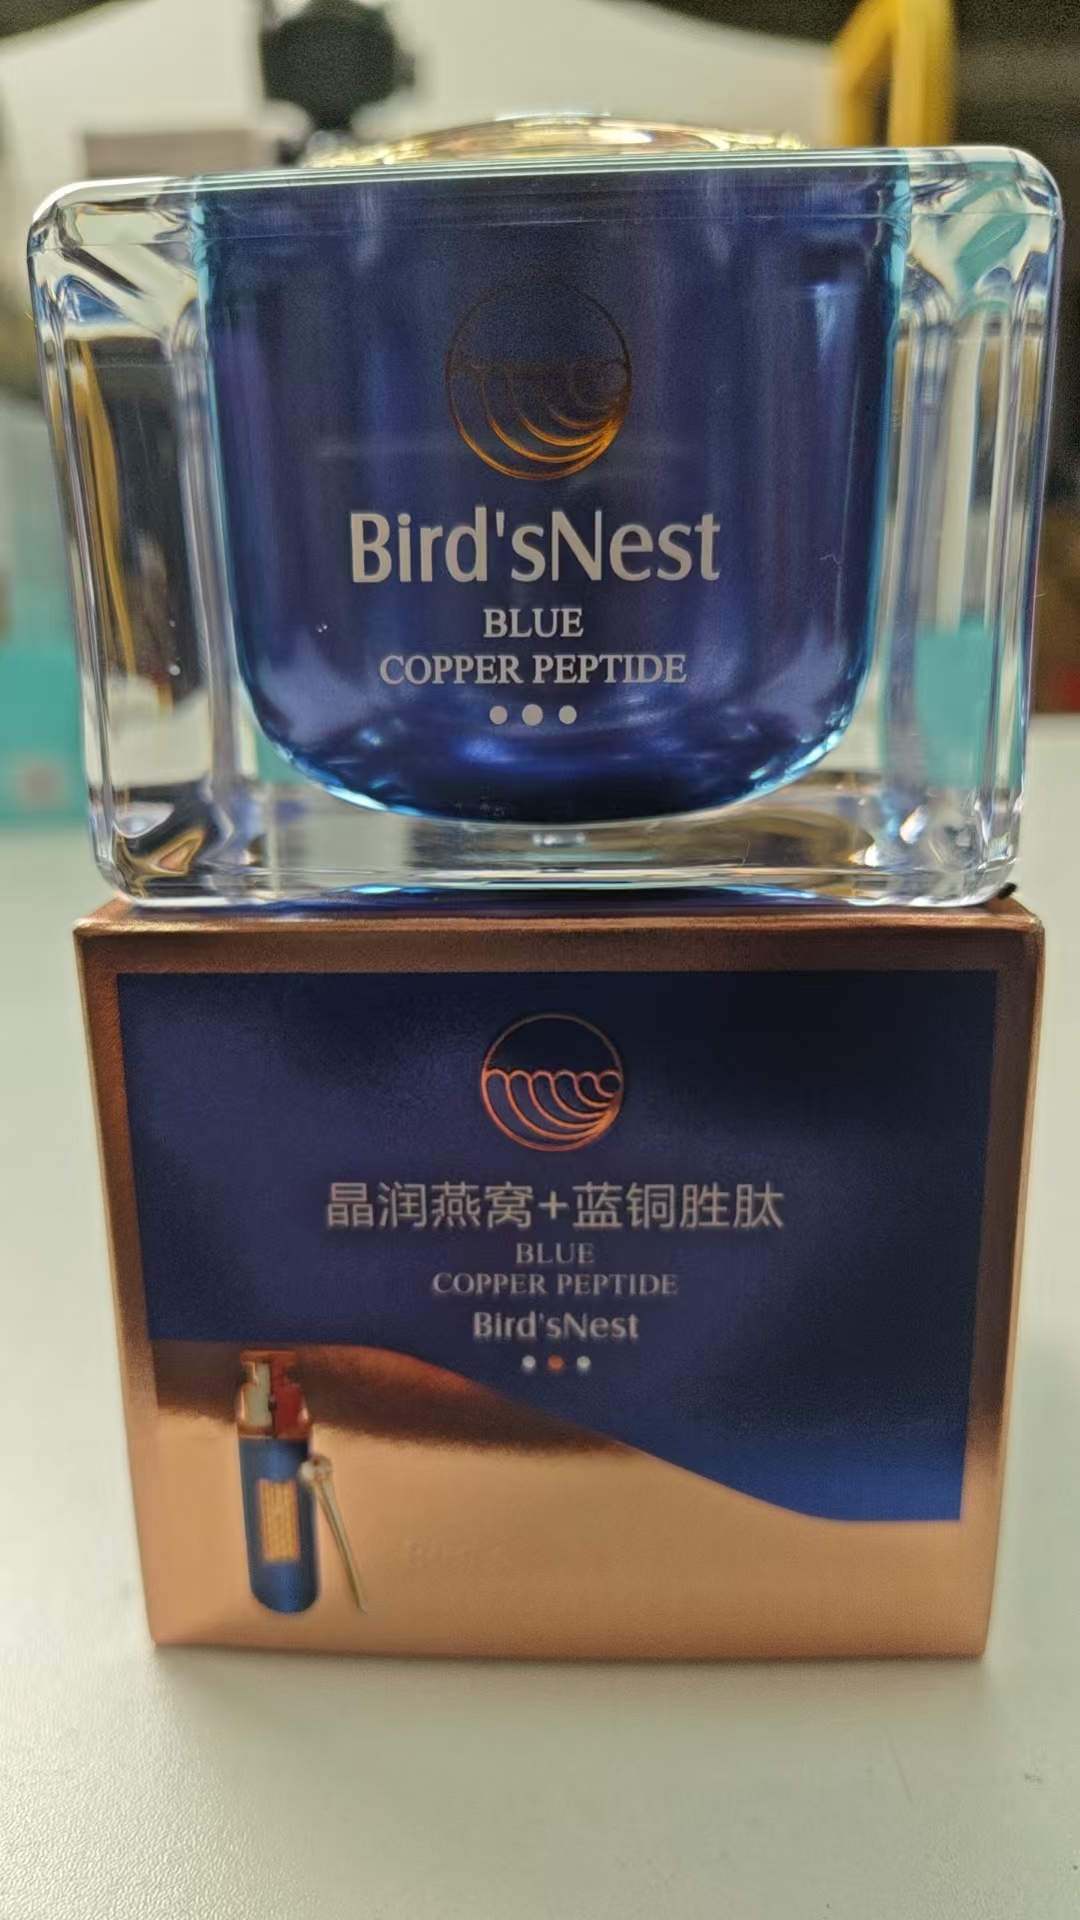 Bird'sNest
BLUE
COPPER PEPTIDE
晶润燕窝+蓝铜胜肽
BLUE
COPPER PEPTIDE
Bird'sNest